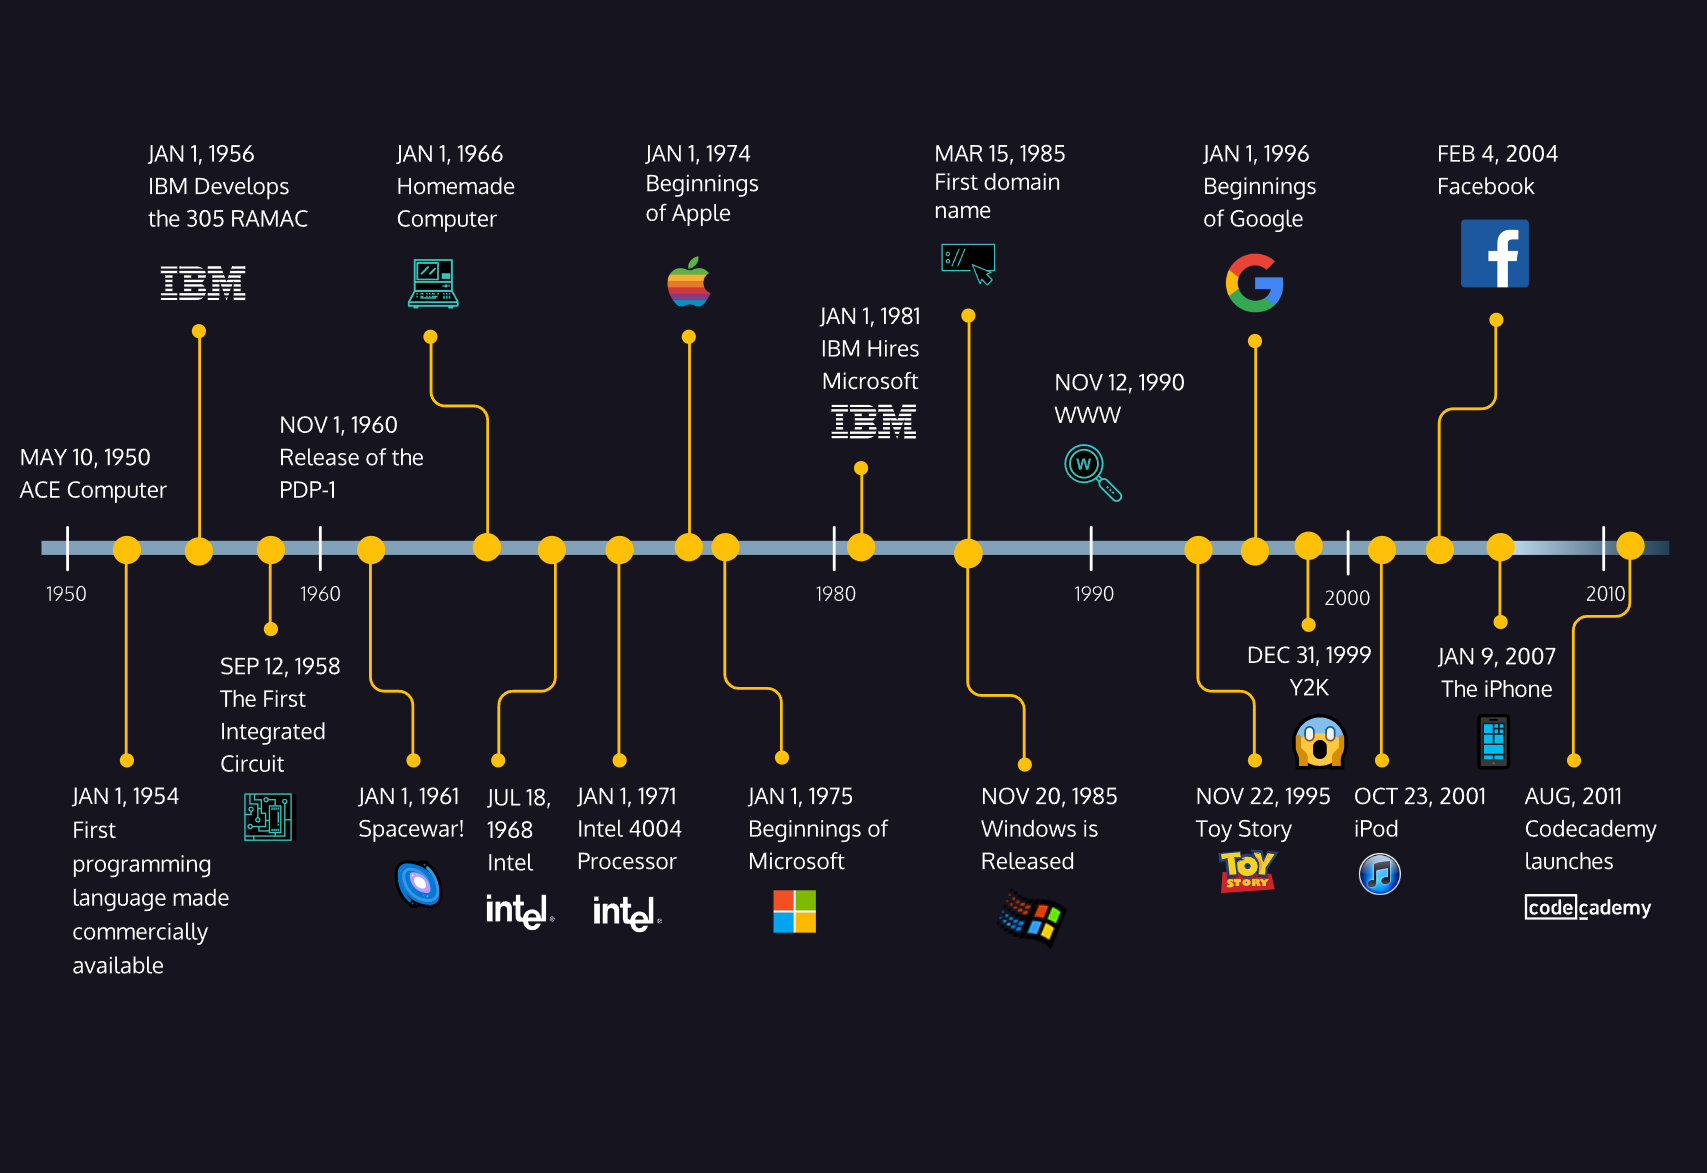 JAN 1, 1956
IBM Develops
the 305 RAMAC
IBM
JAN 1, 1966
Homemade
Computer
JAN 1, 1974
Beginnings
of Apple
MAR 15, 1985
First domain
name
://
JAN 1, 1996
Beginnings
of Google
G
FEB 4, 2004
Facebook
f
JAN 1, 1981
IBM Hires
Microsoft
IBM
NOV 12, 1990
WWW
W
NOV 1, 1960
Release of the
PDP-1
MAY 10, 1950
ACE Computer
1950
1960
1980
1990
2000
2010
SEP 12, 1958
The First
Integrated
Circuit
DEC 31, 1999
Y2K
JAN 9, 2007
The iPhone
JAN 1, 1954
First
programming
language made
commercially
available
JAN 1, 1961
Spacewar!
JUL 18,
1968
Intel
intel®
JAN 1, 1971
Intel 4004
Processor
intel®
JAN 1, 1975
Beginnings of
Microsoft
NOV 20, 1985
Windows is
Released
NOV 22, 1995
Toy Story
TOY
STORY
OCT 23, 2001
iPod
AUG, 2011
Codecademy
launches
codecademy